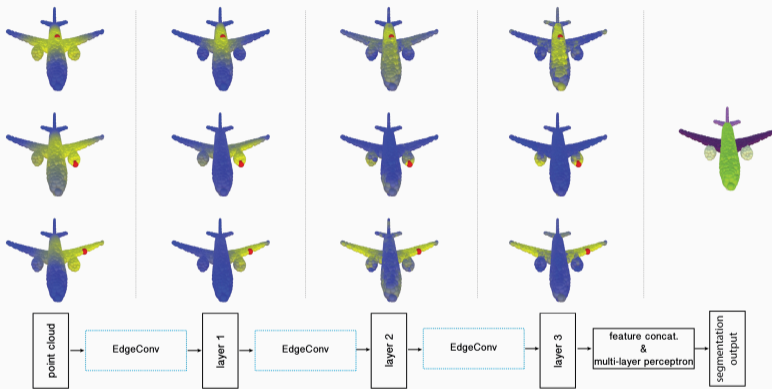 point cloud
EdgeConv
layer 1
EdgeConv
layer 2
EdgeConv
layer 3
feature concat.
&
multi-layer perceptron
segmentation
output